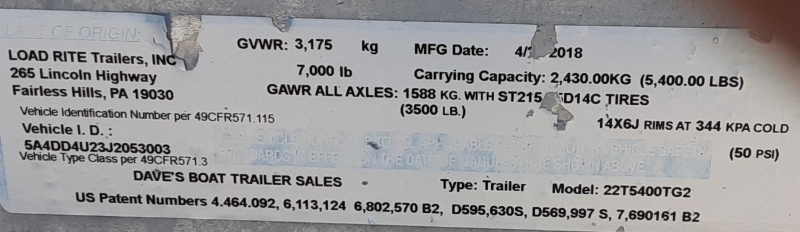 OF ORIGIN:
LOAD RITE Trailers, INC
265 Lincoln Highway
Fairless Hills, PA 19030
GVWR: 3,175 kg
7,000 lb
MFG Date: 4/ 2018
Carrying Capacity: 2,430.00KG (5,400.00 LBS)
GAWR ALL AXLES: 1588 KG. WITH ST215 D14C TIRES
(3500 LB.)
14X6J RIMS AT 344 KPA COLD
(50 PSI)
Vehicle Identification Number per 49CFR571.115
Vehicle I. D. :
5A4DD4U23J2053003
Vehicle Type Class per 49CFR571.3
DAVE'S BOAT TRAILER SALES
Type: Trailer
Model: 22T5400TG2
US Patent Numbers 4.464.092, 6,113,124 6,802,570 B2, D595,630S, D569,997 S, 7,690161 B2